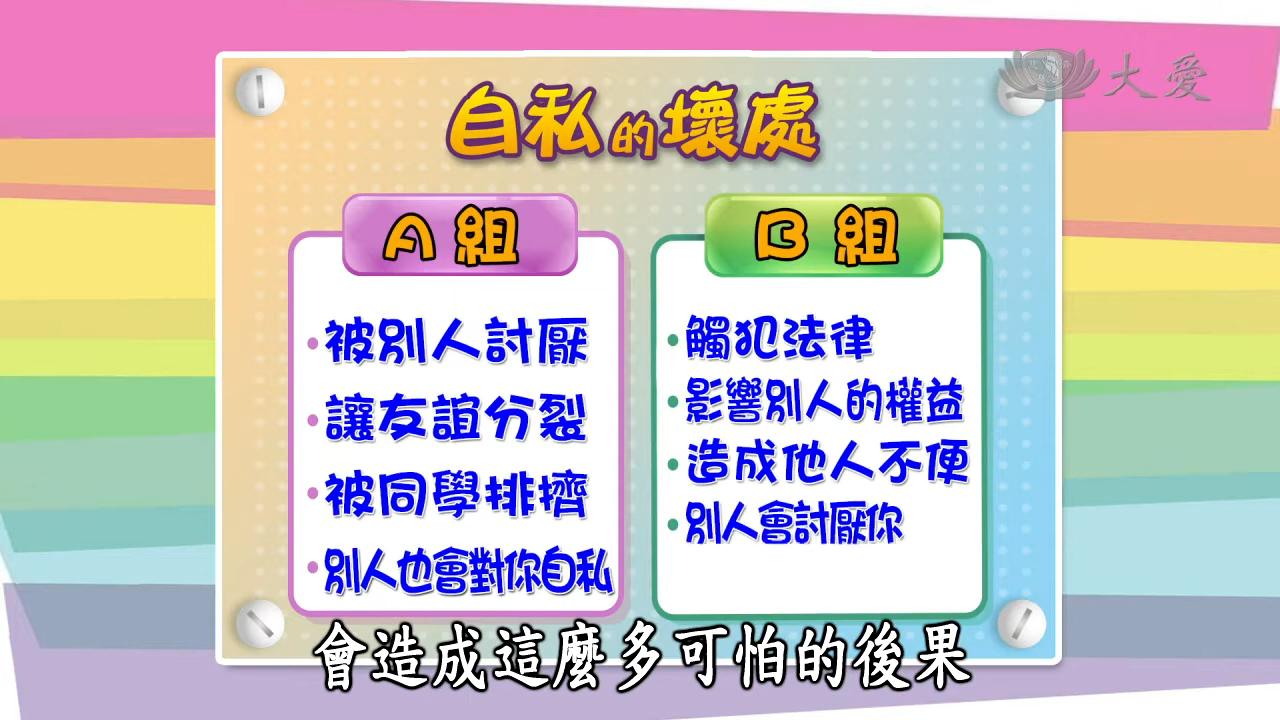 大愛
自私的壞處
A組
被別人討厭
讓友誼分裂
被同學排擠
別人也會對你自私
B組
觸犯法律
影響別人的權益
造成他人不便
別人會討厭你
會造成這麼多可怕的後果